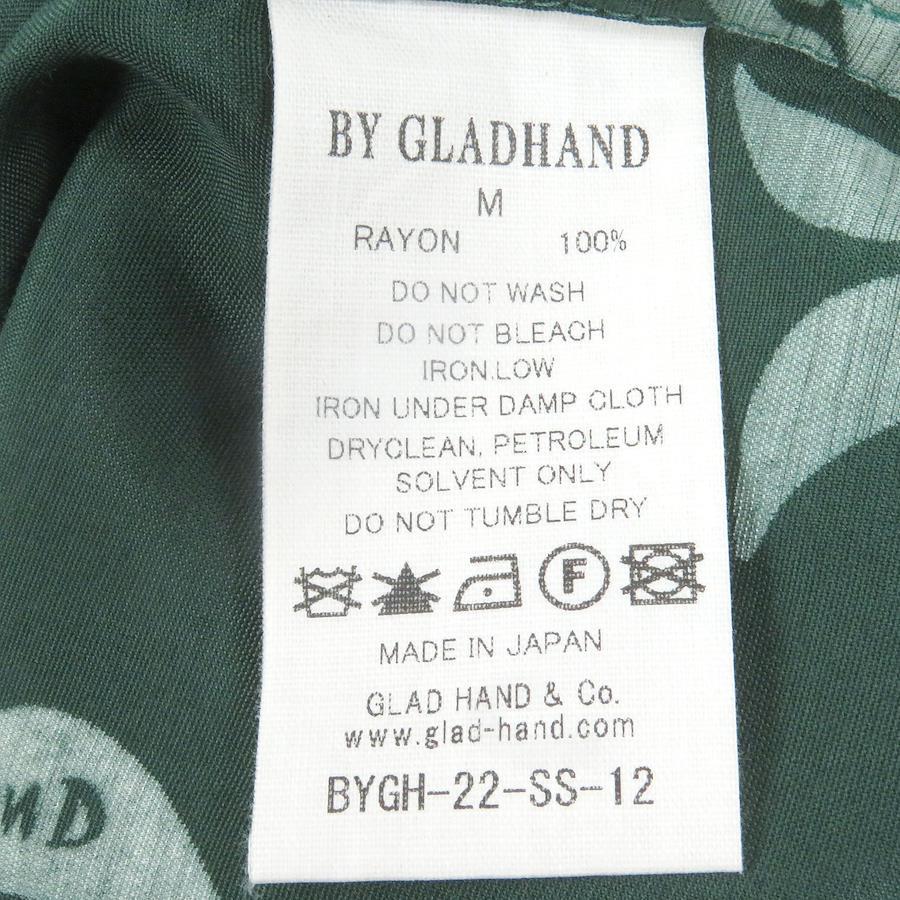 BY GLADHAND
M
RAYON 100%
DO NOT WASH
DO NOT BLEACH
IRON.LOW
IRON UNDER DAMP CLOTH
DRYCLEAN, PETROLEUM
SOLVENT ONLY
DO NOT TUMBLE DRY
F
MADE IN JAPAN
GLAD HAND & Co.
www.glad-hand.com
BYGH-22-SS-12